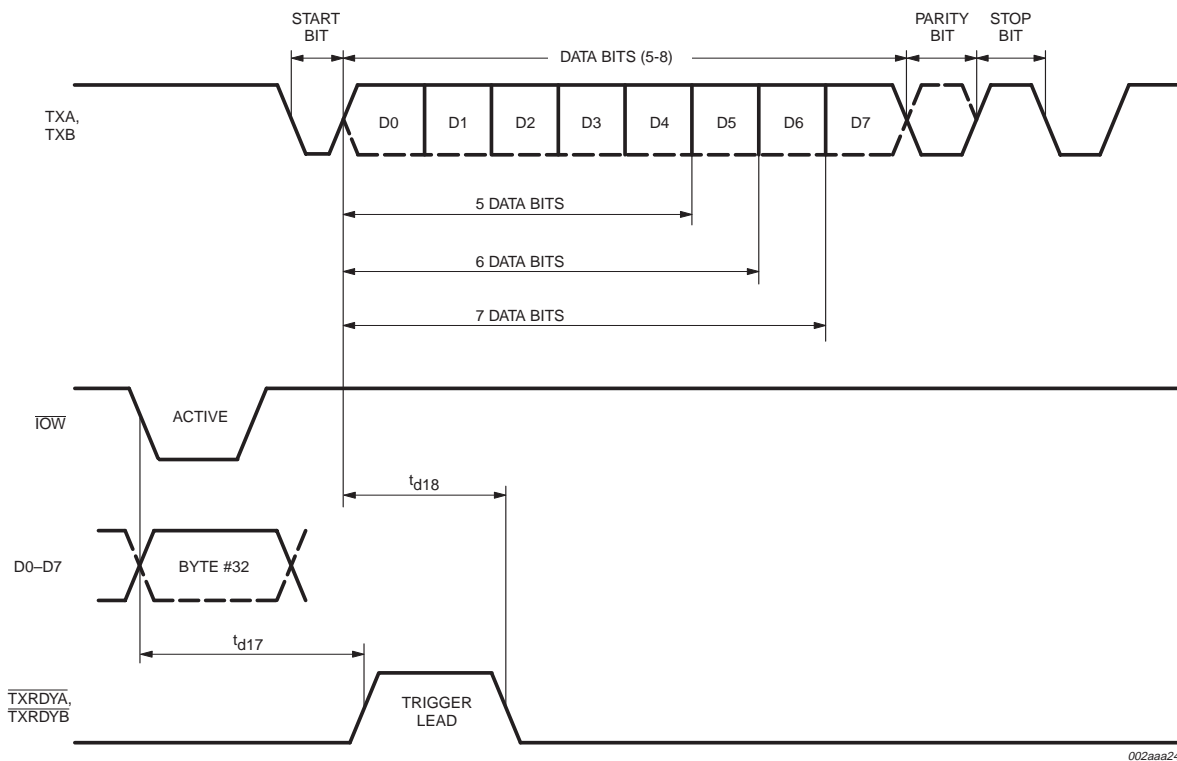 START
BIT
DATA BITS (5-8)
PARITY
BIT
STOP
BIT
TXA,
TXB
D0
D1
D2
D3
D4
D5
D6
D7
5 DATA BITS
6 DATA BITS
7 DATA BITS
IOW
ACTIVE
td18
D0–D7
BYTE #32
td17
TXRDYA,
TXRDYB
TRIGGER
LEAD
002aaa24